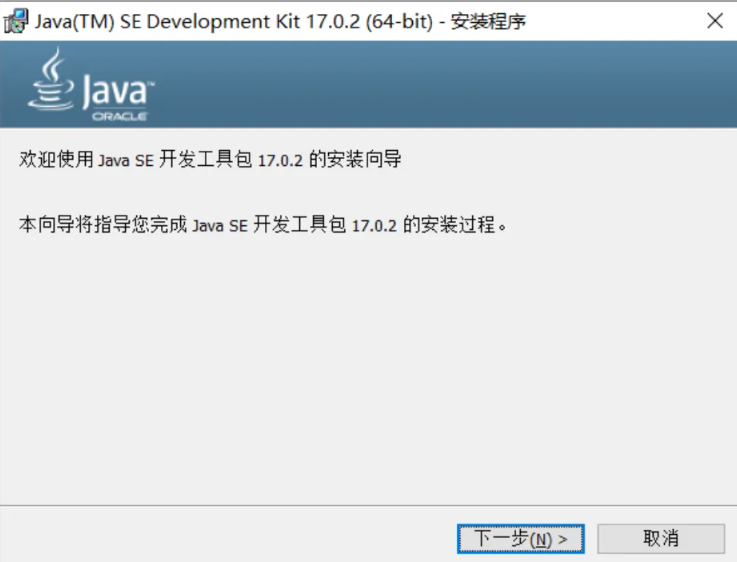 Java(TM) SE Development Kit 17.0.2 (64-bit) - 安装程序
Java™
ORACLE
欢迎使用 Java SE 开发工具包 17.0.2 的安装向导
本向导将指导您完成 Java SE 开发工具包 17.0.2 的安装过程。
下一步(N) >
取消